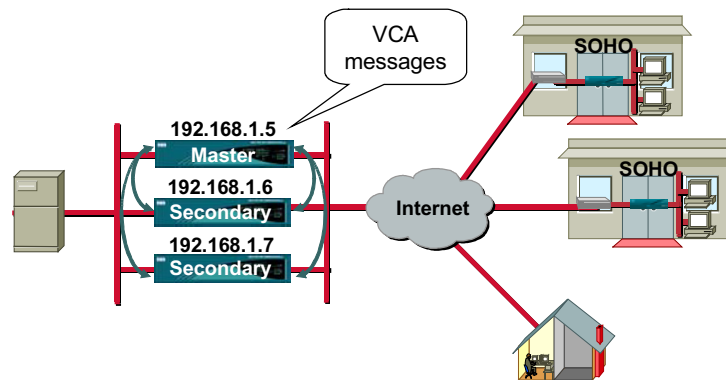 VCA
messages
SOHO
192.168.1.5
Master
192.168.1.6
Secondary
192.168.1.7
Secondary
Internet
SOHO